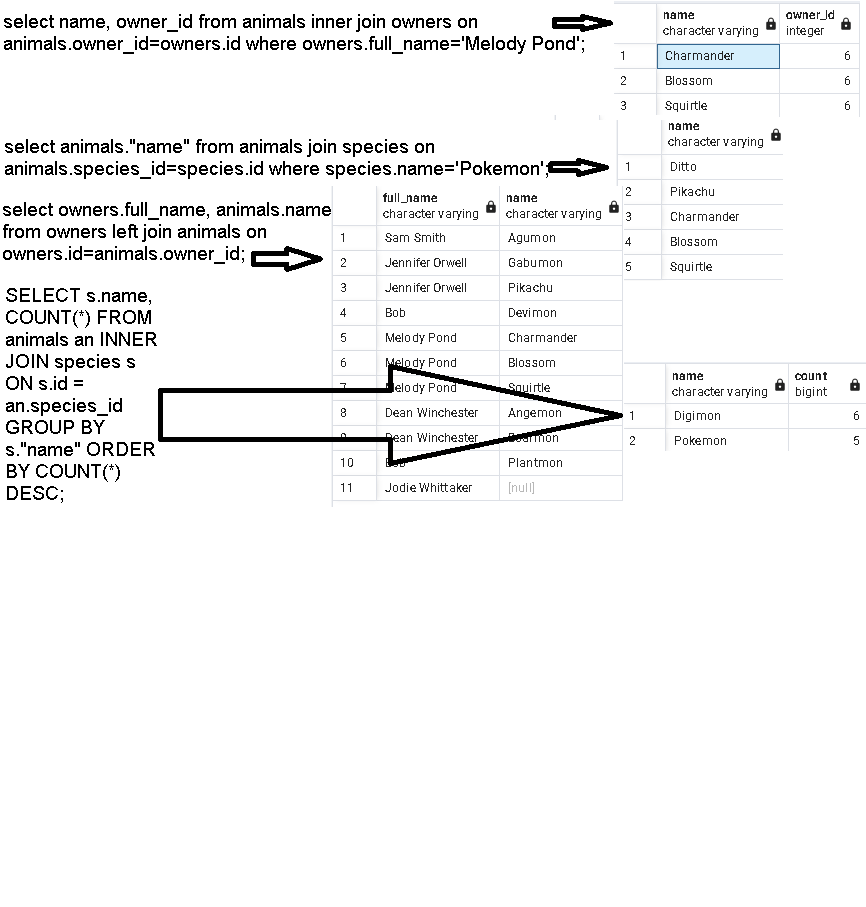 select name, owner_id from animals inner join owners on
animals.owner_id=owners.id where owners.full_name='Melody Pond';
name owner_id
character varying integer
1 Charmander 6
2 Blossom 6
3 Squirtle 6
select animals."name" from animals join species on
animals.species_id=species.id where species.name='Pokemon';
name
character varying
1 Ditto
2 Pikachu
3 Charmander
4 Blossom
5 Squirtle
select owners.full_name, animals.name
from owners left join animals on
owners.id=animals.owner_id;
full_name name
character varying character varying
1 Sam Smith Agumon
2 Jennifer Orwell Gabumon
3 Jennifer Orwell Pikachu
4 Bob Devimon
5 Melody Pond Charmander
6 Melody Pond Blossom
7 Melody Pond Squirtle
8 Dean Winchester Angemon
9 Dean Winchester
10 Plantmon
11 Jodie Whittaker [null]
SELECT s.name,
COUNT(*) FROM
animals an INNER
JOIN species s
ON s.id =
an.species_id
GROUP BY
s."name" ORDER
BY COUNT(*)
DESC;
name count
character varying bigint
1 Digimon 6
2 Pokemon 5